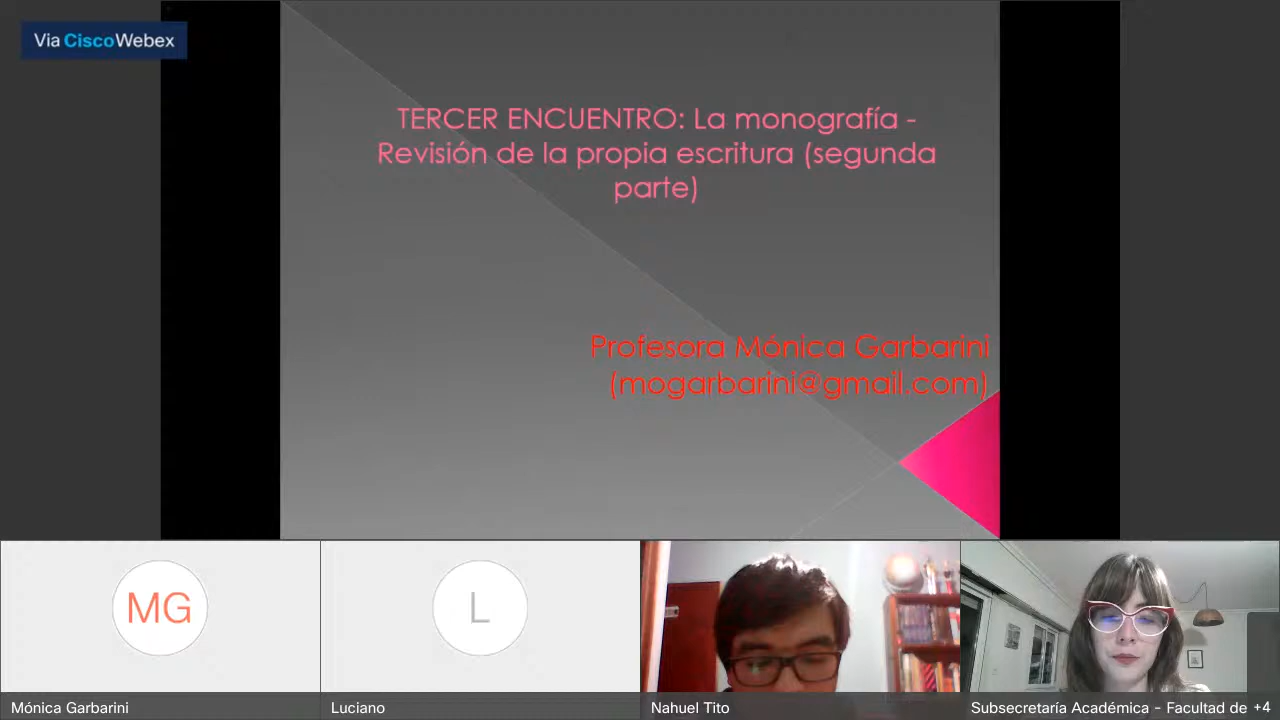 Via CiscoWebex
TERCER ENCUENTRO: La monografía -
Revisión de la propia escritura (segunda
parte)
Profesora Mónica Garbarini
(mogarbarini@gmail.com)
MG
L
Mónica Garbarini
Luciano
Nahuel Tito
Subsecretaría Académica - Facultad de +4